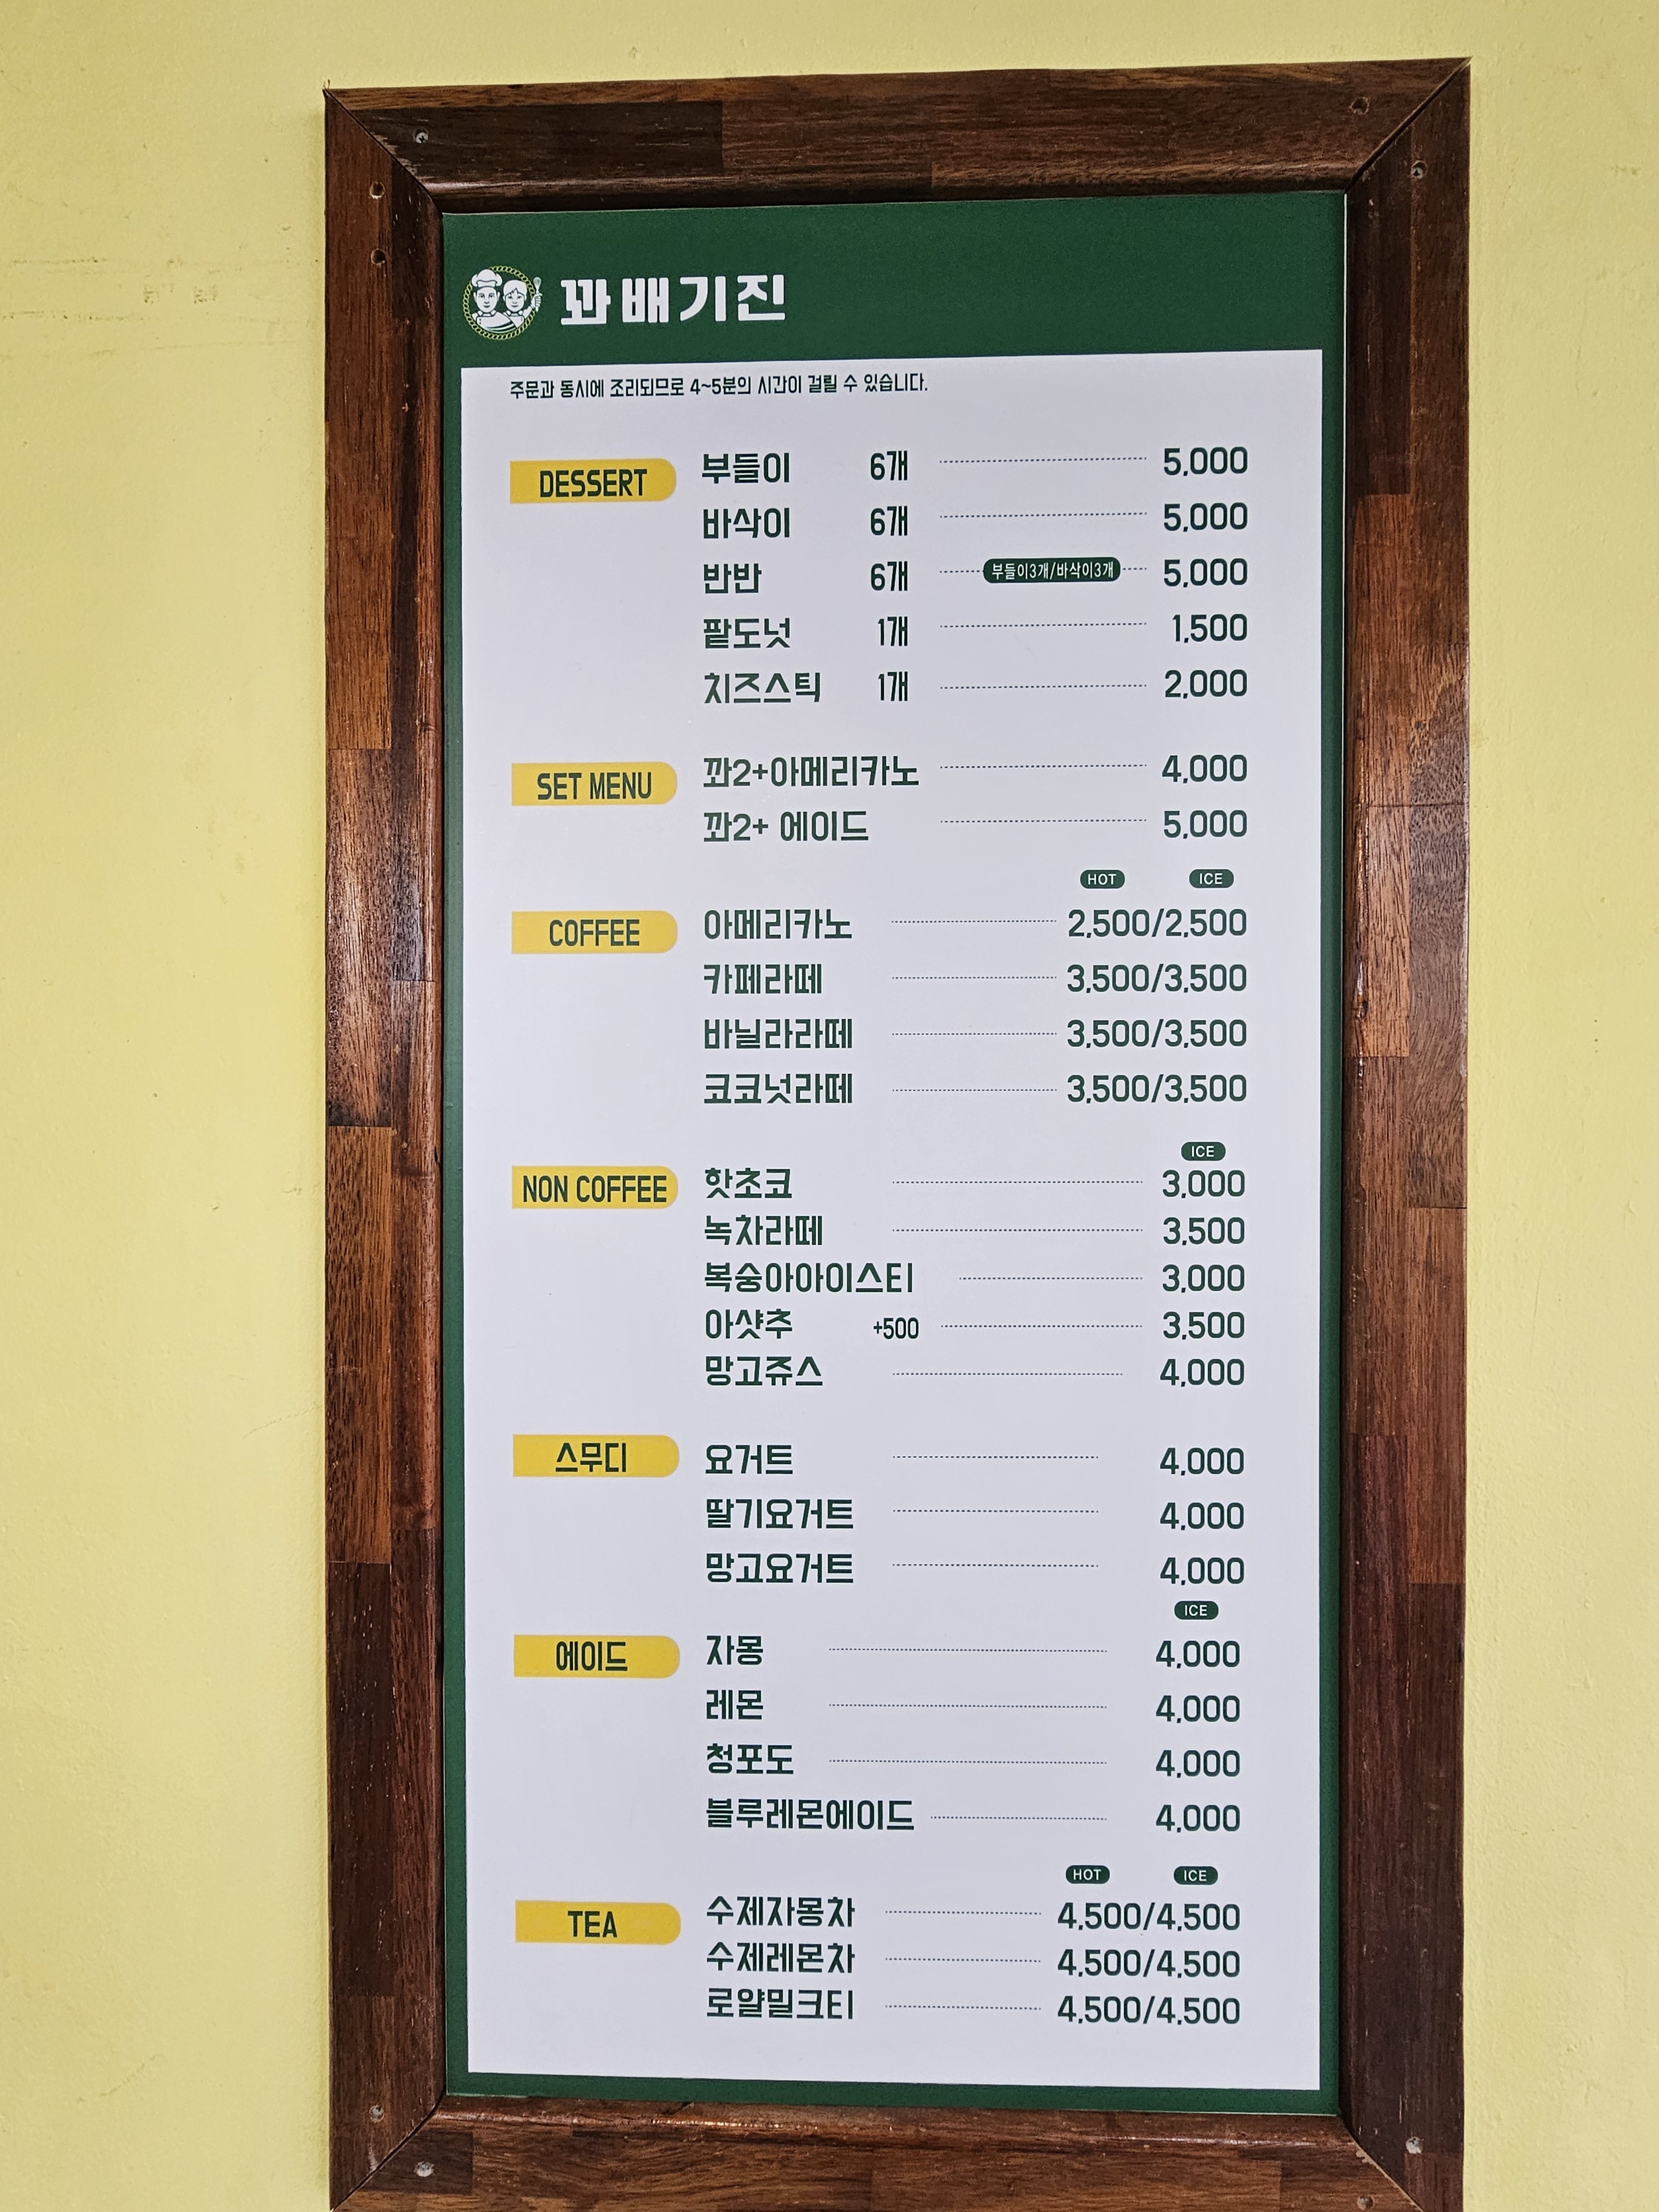 꽈배기진
주문과 동시에 조리되므로 4~5분의 시간이 걸릴 수 있습니다.
DESSERT 부들이 6개 5,000
바삭이 6개 5,000
반반 6개 부들이3개/바삭이3개 5,000
팥도넛 1개 1,500
치즈스틱 1개 2,000
SET MENU 꽈2+아메리카노 4,000
꽈2+ 에이드 5,000
HOT ICE
COFFEE 아메리카노 2,500/2,500
카페라떼 3,500/3,500
바닐라라떼 3,500/3,500
코코넛라떼 3,500/3,500
ICE
NON COFFEE 핫초코 3,000
녹차라떼 3,500
복숭아아이스티 3,000
아샷추 +500 3,500
망고쥬스 4,000
스무디 요거트 4,000
딸기요거트 4,000
망고요거트 4,000
ICE
에이드 자몽 4,000
레몬 4,000
청포도 4,000
블루레몬에이드 4,000
HOT ICE
TEA 수제자몽차 4,500/4,500
수제레몬차 4,500/4,500
로얄밀크티 4,500/4,500